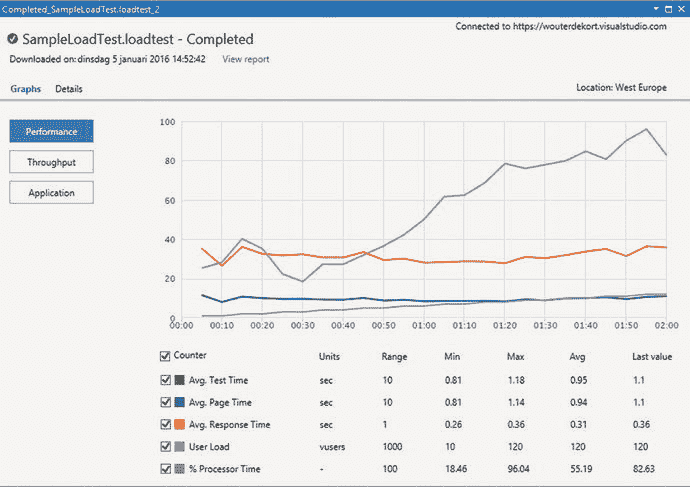 Completed_SampleLoadTest.loadtest_2
Connected to https://wouterdekort.visualstudio.com
SampleLoadTest.loadtest - Completed
Downloaded on: dinsdag 5 januari 2016 14:52:42 View report
Graphs Details Location: West Europe
Performance
Throughput
Application
100
80
60
40
20
0
00:00 00:10 00:20 00:30 00:40 00:50 01:00 01:10 01:20 01:30 01:40 01:50 02:00
Counter Units Range Min Max Avg Last value
Avg. Test Time sec 10 0.81 1.18 0.95 1.1
Avg. Page Time sec 10 0.81 1.14 0.94 1.1
Avg. Response Time sec 1 0.26 0.36 0.31 0.36
User Load vusers 1000 10 120 120 120
% Processor Time - 100 18.46 96.04 55.19 82.63